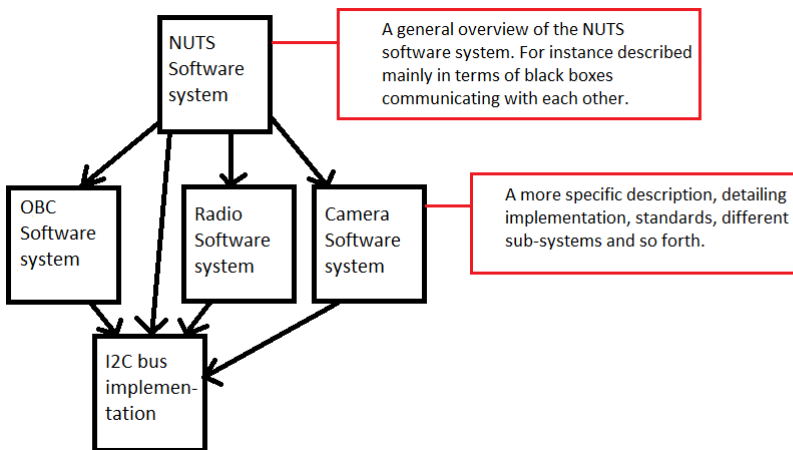 NUTS
Software
system
A general overview of the NUTS
software system. For instance described
mainly in terms of black boxes
communicating with each other.
OBC
Software
system
Radio
Software
system
Camera
Software
system
A more specific description, detailing
implementation, standards, different
sub-systems and so forth.
I2C bus
implemen-
tation